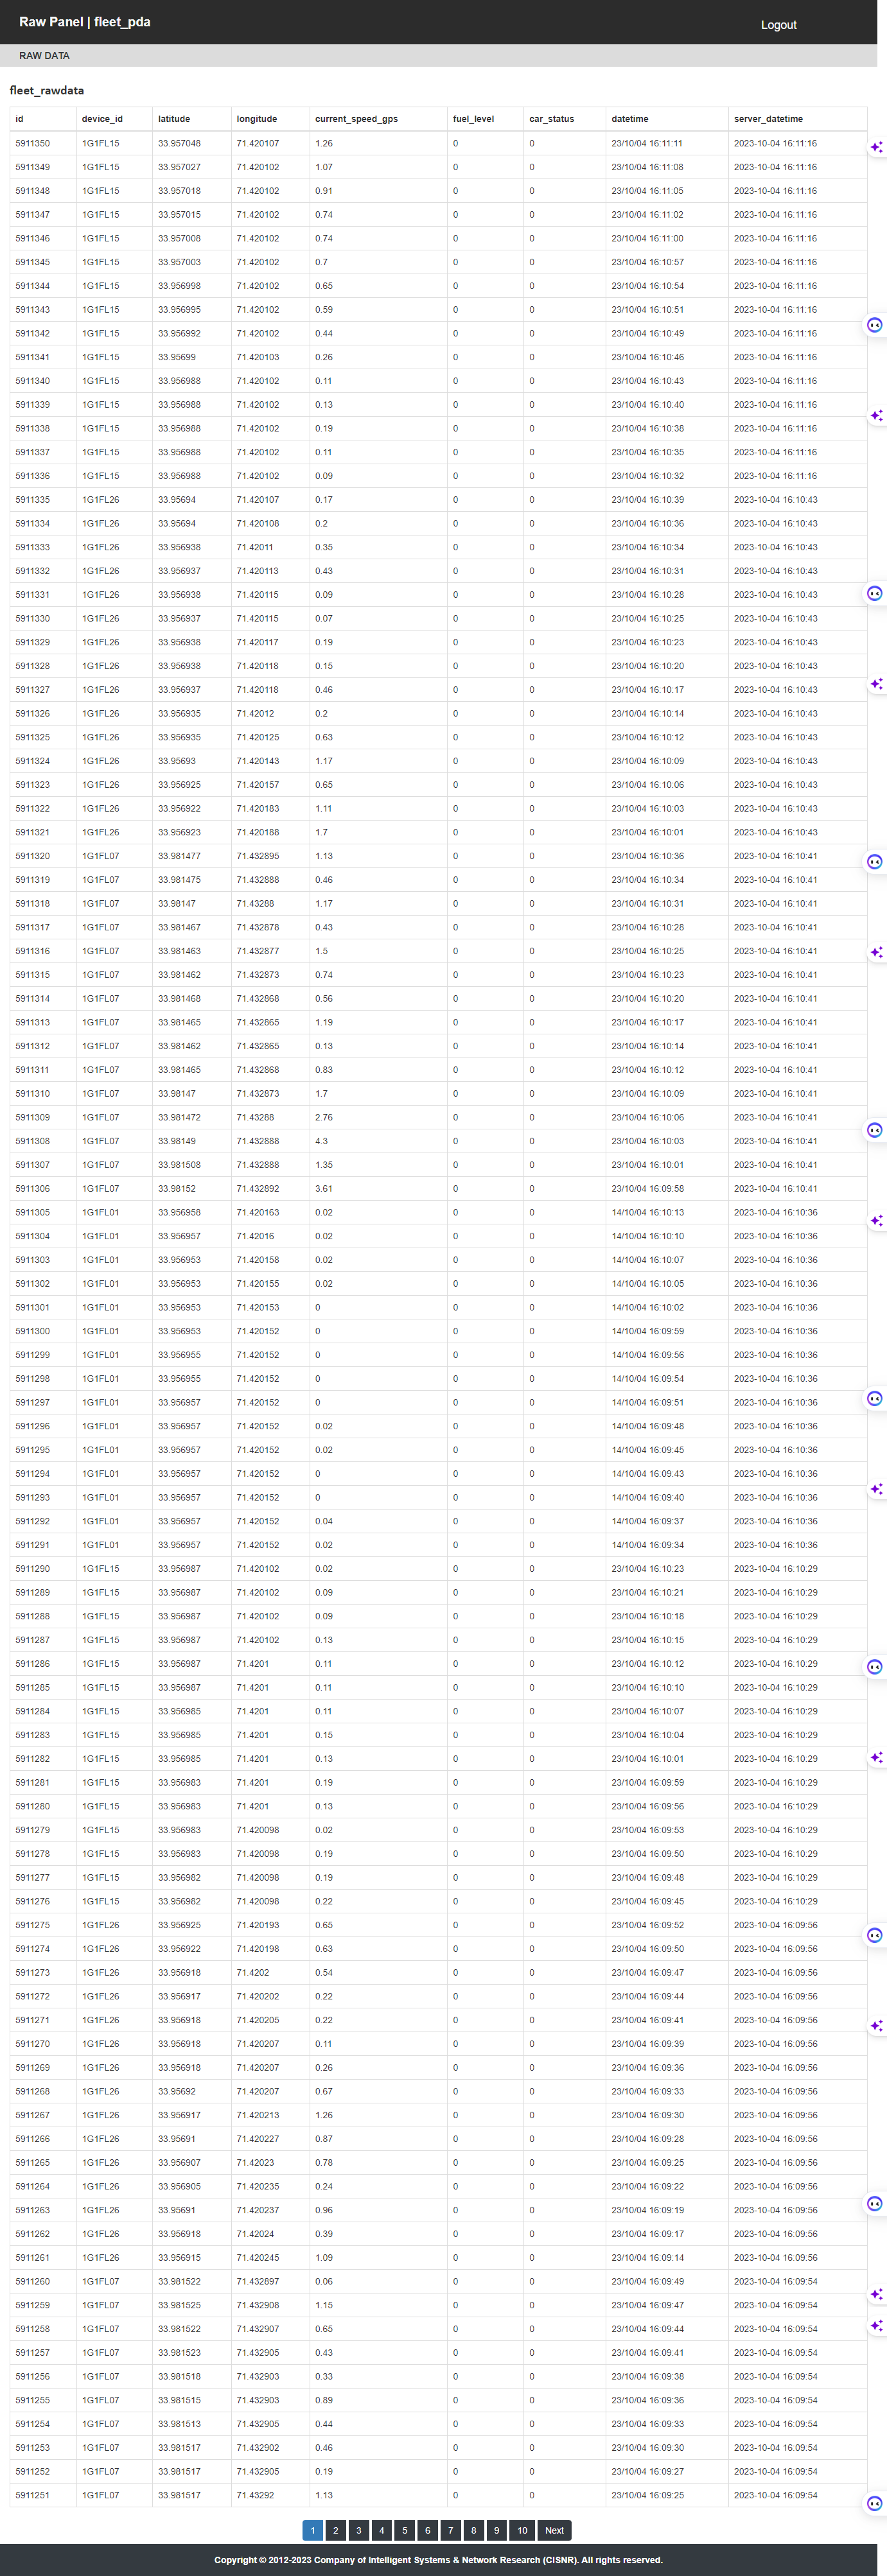 Raw Panel | fleet_pda
Logout
RAW DATA
fleet_rawdata
id device_id latitude longitude current_speed_gps fuel_level car_status datetime server_datetime
5911350 1G1FL15 33.957048 71.420107 1.26 0 0 23/10/04 16:11:11 2023-10-04 16:11:16
5911349 1G1FL15 33.957027 71.420102 1.07 0 0 23/10/04 16:11:08 2023-10-04 16:11:16
5911348 1G1FL15 33.957018 71.420102 0.91 0 0 23/10/04 16:11:05 2023-10-04 16:11:16
5911347 1G1FL15 33.957015 71.420102 0.74 0 0 23/10/04 16:11:02 2023-10-04 16:11:16
5911346 1G1FL15 33.957008 71.420102 0.74 0 0 23/10/04 16:11:00 2023-10-04 16:11:16
5911345 1G1FL15 33.957003 71.420102 0.7 0 0 23/10/04 16:10:57 2023-10-04 16:11:16
5911344 1G1FL15 33.956998 71.420102 0.65 0 0 23/10/04 16:10:54 2023-10-04 16:11:16
5911343 1G1FL15 33.956995 71.420102 0.59 0 0 23/10/04 16:10:51 2023-10-04 16:11:16
5911342 1G1FL15 33.956992 71.420102 0.44 0 0 23/10/04 16:10:49 2023-10-04 16:11:16
5911341 1G1FL15 33.95699 71.420103 0.26 0 0 23/10/04 16:10:46 2023-10-04 16:11:16
5911340 1G1FL15 33.956988 71.420102 0.11 0 0 23/10/04 16:10:43 2023-10-04 16:11:16
5911339 1G1FL15 33.956988 71.420102 0.13 0 0 23/10/04 16:10:40 2023-10-04 16:11:16
5911338 1G1FL15 33.956988 71.420102 0.19 0 0 23/10/04 16:10:38 2023-10-04 16:11:16
5911337 1G1FL15 33.956988 71.420102 0.11 0 0 23/10/04 16:10:35 2023-10-04 16:11:16
5911336 1G1FL15 33.956988 71.420102 0.09 0 0 23/10/04 16:10:32 2023-10-04 16:11:16
5911335 1G1FL26 33.95694 71.420107 0.17 0 0 23/10/04 16:10:39 2023-10-04 16:10:43
5911334 1G1FL26 33.95694 71.420108 0.2 0 0 23/10/04 16:10:36 2023-10-04 16:10:43
5911333 1G1FL26 33.956938 71.42011 0.35 0 0 23/10/04 16:10:34 2023-10-04 16:10:43
5911332 1G1FL26 33.956937 71.420113 0.43 0 0 23/10/04 16:10:31 2023-10-04 16:10:43
5911331 1G1FL26 33.956938 71.420115 0.09 0 0 23/10/04 16:10:28 2023-10-04 16:10:43
5911330 1G1FL26 33.956937 71.420115 0.07 0 0 23/10/04 16:10:25 2023-10-04 16:10:43
5911329 1G1FL26 33.956938 71.420117 0.19 0 0 23/10/04 16:10:23 2023-10-04 16:10:43
5911328 1G1FL26 33.956938 71.420118 0.15 0 0 23/10/04 16:10:20 2023-10-04 16:10:43
5911327 1G1FL26 33.956937 71.420118 0.46 0 0 23/10/04 16:10:17 2023-10-04 16:10:43
5911326 1G1FL26 33.956935 71.42012 0.2 0 0 23/10/04 16:10:14 2023-10-04 16:10:43
5911325 1G1FL26 33.956935 71.420125 0.63 0 0 23/10/04 16:10:12 2023-10-04 16:10:43
5911324 1G1FL26 33.95693 71.420143 1.17 0 0 23/10/04 16:10:09 2023-10-04 16:10:43
5911323 1G1FL26 33.956925 71.420157 0.65 0 0 23/10/04 16:10:06 2023-10-04 16:10:43
5911322 1G1FL26 33.956922 71.420183 1.11 0 0 23/10/04 16:10:03 2023-10-04 16:10:43
5911321 1G1FL26 33.956923 71.420188 1.7 0 0 23/10/04 16:10:01 2023-10-04 16:10:43
5911320 1G1FL07 33.981477 71.432895 1.13 0 0 23/10/04 16:10:36 2023-10-04 16:10:41
5911319 1G1FL07 33.981475 71.432888 0.46 0 0 23/10/04 16:10:34 2023-10-04 16:10:41
5911318 1G1FL07 33.98147 71.43288 1.17 0 0 23/10/04 16:10:31 2023-10-04 16:10:41
5911317 1G1FL07 33.981467 71.432878 0.43 0 0 23/10/04 16:10:28 2023-10-04 16:10:41
5911316 1G1FL07 33.981463 71.432877 1.5 0 0 23/10/04 16:10:25 2023-10-04 16:10:41
5911315 1G1FL07 33.981462 71.432873 0.74 0 0 23/10/04 16:10:23 2023-10-04 16:10:41
5911314 1G1FL07 33.981468 71.432868 0.56 0 0 23/10/04 16:10:20 2023-10-04 16:10:41
5911313 1G1FL07 33.981465 71.432865 1.19 0 0 23/10/04 16:10:17 2023-10-04 16:10:41
5911312 1G1FL07 33.981462 71.432865 0.13 0 0 23/10/04 16:10:14 2023-10-04 16:10:41
5911311 1G1FL07 33.981465 71.432868 0.83 0 0 23/10/04 16:10:12 2023-10-04 16:10:41
5911310 1G1FL07 33.98147 71.432873 1.7 0 0 23/10/04 16:10:09 2023-10-04 16:10:41
5911309 1G1FL07 33.981472 71.43288 2.76 0 0 23/10/04 16:10:06 2023-10-04 16:10:41
5911308 1G1FL07 33.98149 71.432888 4.3 0 0 23/10/04 16:10:03 2023-10-04 16:10:41
5911307 1G1FL07 33.981508 71.432888 1.35 0 0 23/10/04 16:10:01 2023-10-04 16:10:41
5911306 1G1FL07 33.98152 71.432892 3.61 0 0 23/10/04 16:09:58 2023-10-04 16:10:41
5911305 1G1FL01 33.956958 71.420163 0.02 0 0 14/10/04 16:10:13 2023-10-04 16:10:36
5911304 1G1FL01 33.956957 71.42016 0.02 0 0 14/10/04 16:10:10 2023-10-04 16:10:36
5911303 1G1FL01 33.956953 71.420158 0.02 0 0 14/10/04 16:10:07 2023-10-04 16:10:36
5911302 1G1FL01 33.956953 71.420155 0.02 0 0 14/10/04 16:10:05 2023-10-04 16:10:36
5911301 1G1FL01 33.956953 71.420153 0 0 0 14/10/04 16:10:02 2023-10-04 16:10:36
5911300 1G1FL01 33.956953 71.420152 0 0 0 14/10/04 16:09:59 2023-10-04 16:10:36
5911299 1G1FL01 33.956955 71.420152 0 0 0 14/10/04 16:09:56 2023-10-04 16:10:36
5911298 1G1FL01 33.956955 71.420152 0 0 0 14/10/04 16:09:54 2023-10-04 16:10:36
5911297 1G1FL01 33.956957 71.420152 0 0 0 14/10/04 16:09:51 2023-10-04 16:10:36
5911296 1G1FL01 33.956957 71.420152 0.02 0 0 14/10/04 16:09:48 2023-10-04 16:10:36
5911295 1G1FL01 33.956957 71.420152 0.02 0 0 14/10/04 16:09:45 2023-10-04 16:10:36
5911294 1G1FL01 33.956957 71.420152 0 0 0 14/10/04 16:09:43 2023-10-04 16:10:36
5911293 1G1FL01 33.956957 71.420152 0 0 0 14/10/04 16:09:40 2023-10-04 16:10:36
5911292 1G1FL01 33.956957 71.420152 0.04 0 0 14/10/04 16:09:37 2023-10-04 16:10:36
5911291 1G1FL01 33.956957 71.420152 0.02 0 0 14/10/04 16:09:34 2023-10-04 16:10:36
5911290 1G1FL15 33.956987 71.420102 0.02 0 0 23/10/04 16:10:23 2023-10-04 16:10:29
5911289 1G1FL15 33.956987 71.420102 0.09 0 0 23/10/04 16:10:21 2023-10-04 16:10:29
5911288 1G1FL15 33.956987 71.420102 0.09 0 0 23/10/04 16:10:18 2023-10-04 16:10:29
5911287 1G1FL15 33.956987 71.420102 0.13 0 0 23/10/04 16:10:15 2023-10-04 16:10:29
5911286 1G1FL15 33.956987 71.4201 0.11 0 0 23/10/04 16:10:12 2023-10-04 16:10:29
5911285 1G1FL15 33.956987 71.4201 0.11 0 0 23/10/04 16:10:10 2023-10-04 16:10:29
5911284 1G1FL15 33.956985 71.4201 0.11 0 0 23/10/04 16:10:07 2023-10-04 16:10:29
5911283 1G1FL15 33.956985 71.4201 0.15 0 0 23/10/04 16:10:04 2023-10-04 16:10:29
5911282 1G1FL15 33.956985 71.4201 0.13 0 0 23/10/04 16:10:01 2023-10-04 16:10:29
5911281 1G1FL15 33.956983 71.4201 0.19 0 0 23/10/04 16:09:59 2023-10-04 16:10:29
5911280 1G1FL15 33.956983 71.4201 0.13 0 0 23/10/04 16:09:56 2023-10-04 16:10:29
5911279 1G1FL15 33.956983 71.420098 0.02 0 0 23/10/04 16:09:53 2023-10-04 16:10:29
5911278 1G1FL15 33.956983 71.420098 0.19 0 0 23/10/04 16:09:50 2023-10-04 16:10:29
5911277 1G1FL15 33.956982 71.420098 0.19 0 0 23/10/04 16:09:48 2023-10-04 16:10:29
5911276 1G1FL15 33.956982 71.420098 0.22 0 0 23/10/04 16:09:45 2023-10-04 16:10:29
5911275 1G1FL26 33.956925 71.420193 0.65 0 0 23/10/04 16:09:52 2023-10-04 16:09:56
5911274 1G1FL26 33.956922 71.420198 0.63 0 0 23/10/04 16:09:50 2023-10-04 16:09:56
5911273 1G1FL26 33.956918 71.4202 0.54 0 0 23/10/04 16:09:47 2023-10-04 16:09:56
5911272 1G1FL26 33.956917 71.420202 0.22 0 0 23/10/04 16:09:44 2023-10-04 16:09:56
5911271 1G1FL26 33.956918 71.420205 0.22 0 0 23/10/04 16:09:41 2023-10-04 16:09:56
5911270 1G1FL26 33.956918 71.420207 0.11 0 0 23/10/04 16:09:39 2023-10-04 16:09:56
5911269 1G1FL26 33.956918 71.420207 0.26 0 0 23/10/04 16:09:36 2023-10-04 16:09:56
5911268 1G1FL26 33.95692 71.420207 0.67 0 0 23/10/04 16:09:33 2023-10-04 16:09:56
5911267 1G1FL26 33.956917 71.420213 1.26 0 0 23/10/04 16:09:30 2023-10-04 16:09:56
5911266 1G1FL26 33.95691 71.420227 0.87 0 0 23/10/04 16:09:28 2023-10-04 16:09:56
5911265 1G1FL26 33.956907 71.42023 0.78 0 0 23/10/04 16:09:25 2023-10-04 16:09:56
5911264 1G1FL26 33.956905 71.420235 0.24 0 0 23/10/04 16:09:22 2023-10-04 16:09:56
5911263 1G1FL26 33.95691 71.420237 0.96 0 0 23/10/04 16:09:19 2023-10-04 16:09:56
5911262 1G1FL26 33.956918 71.42024 0.39 0 0 23/10/04 16:09:17 2023-10-04 16:09:56
5911261 1G1FL26 33.956915 71.420245 1.09 0 0 23/10/04 16:09:14 2023-10-04 16:09:56
5911260 1G1FL07 33.981522 71.432897 0.06 0 0 23/10/04 16:09:49 2023-10-04 16:09:54
5911259 1G1FL07 33.981525 71.432908 1.15 0 0 23/10/04 16:09:47 2023-10-04 16:09:54
5911258 1G1FL07 33.981522 71.432907 0.65 0 0 23/10/04 16:09:44 2023-10-04 16:09:54
5911257 1G1FL07 33.981523 71.432905 0.43 0 0 23/10/04 16:09:41 2023-10-04 16:09:54
5911256 1G1FL07 33.981518 71.432903 0.33 0 0 23/10/04 16:09:38 2023-10-04 16:09:54
5911255 1G1FL07 33.981515 71.432903 0.89 0 0 23/10/04 16:09:36 2023-10-04 16:09:54
5911254 1G1FL07 33.981513 71.432905 0.44 0 0 23/10/04 16:09:33 2023-10-04 16:09:54
5911253 1G1FL07 33.981517 71.432902 0.46 0 0 23/10/04 16:09:30 2023-10-04 16:09:54
5911252 1G1FL07 33.981517 71.432905 0.19 0 0 23/10/04 16:09:27 2023-10-04 16:09:54
5911251 1G1FL07 33.981517 71.43292 1.13 0 0 23/10/04 16:09:25 2023-10-04 16:09:54
1 2 3 4 5 6 7 8 9 10 Next
Copyright © 2012-2023 Company of Intelligent Systems & Network Research (CISNR). All rights reserved.